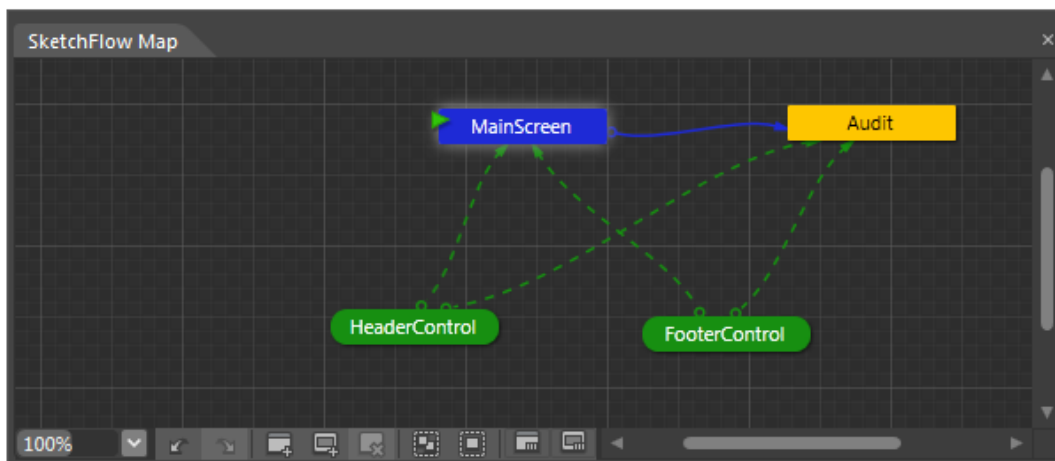 SketchFlow Map
MainScreen
Audit
HeaderControl
FooterControl
100%